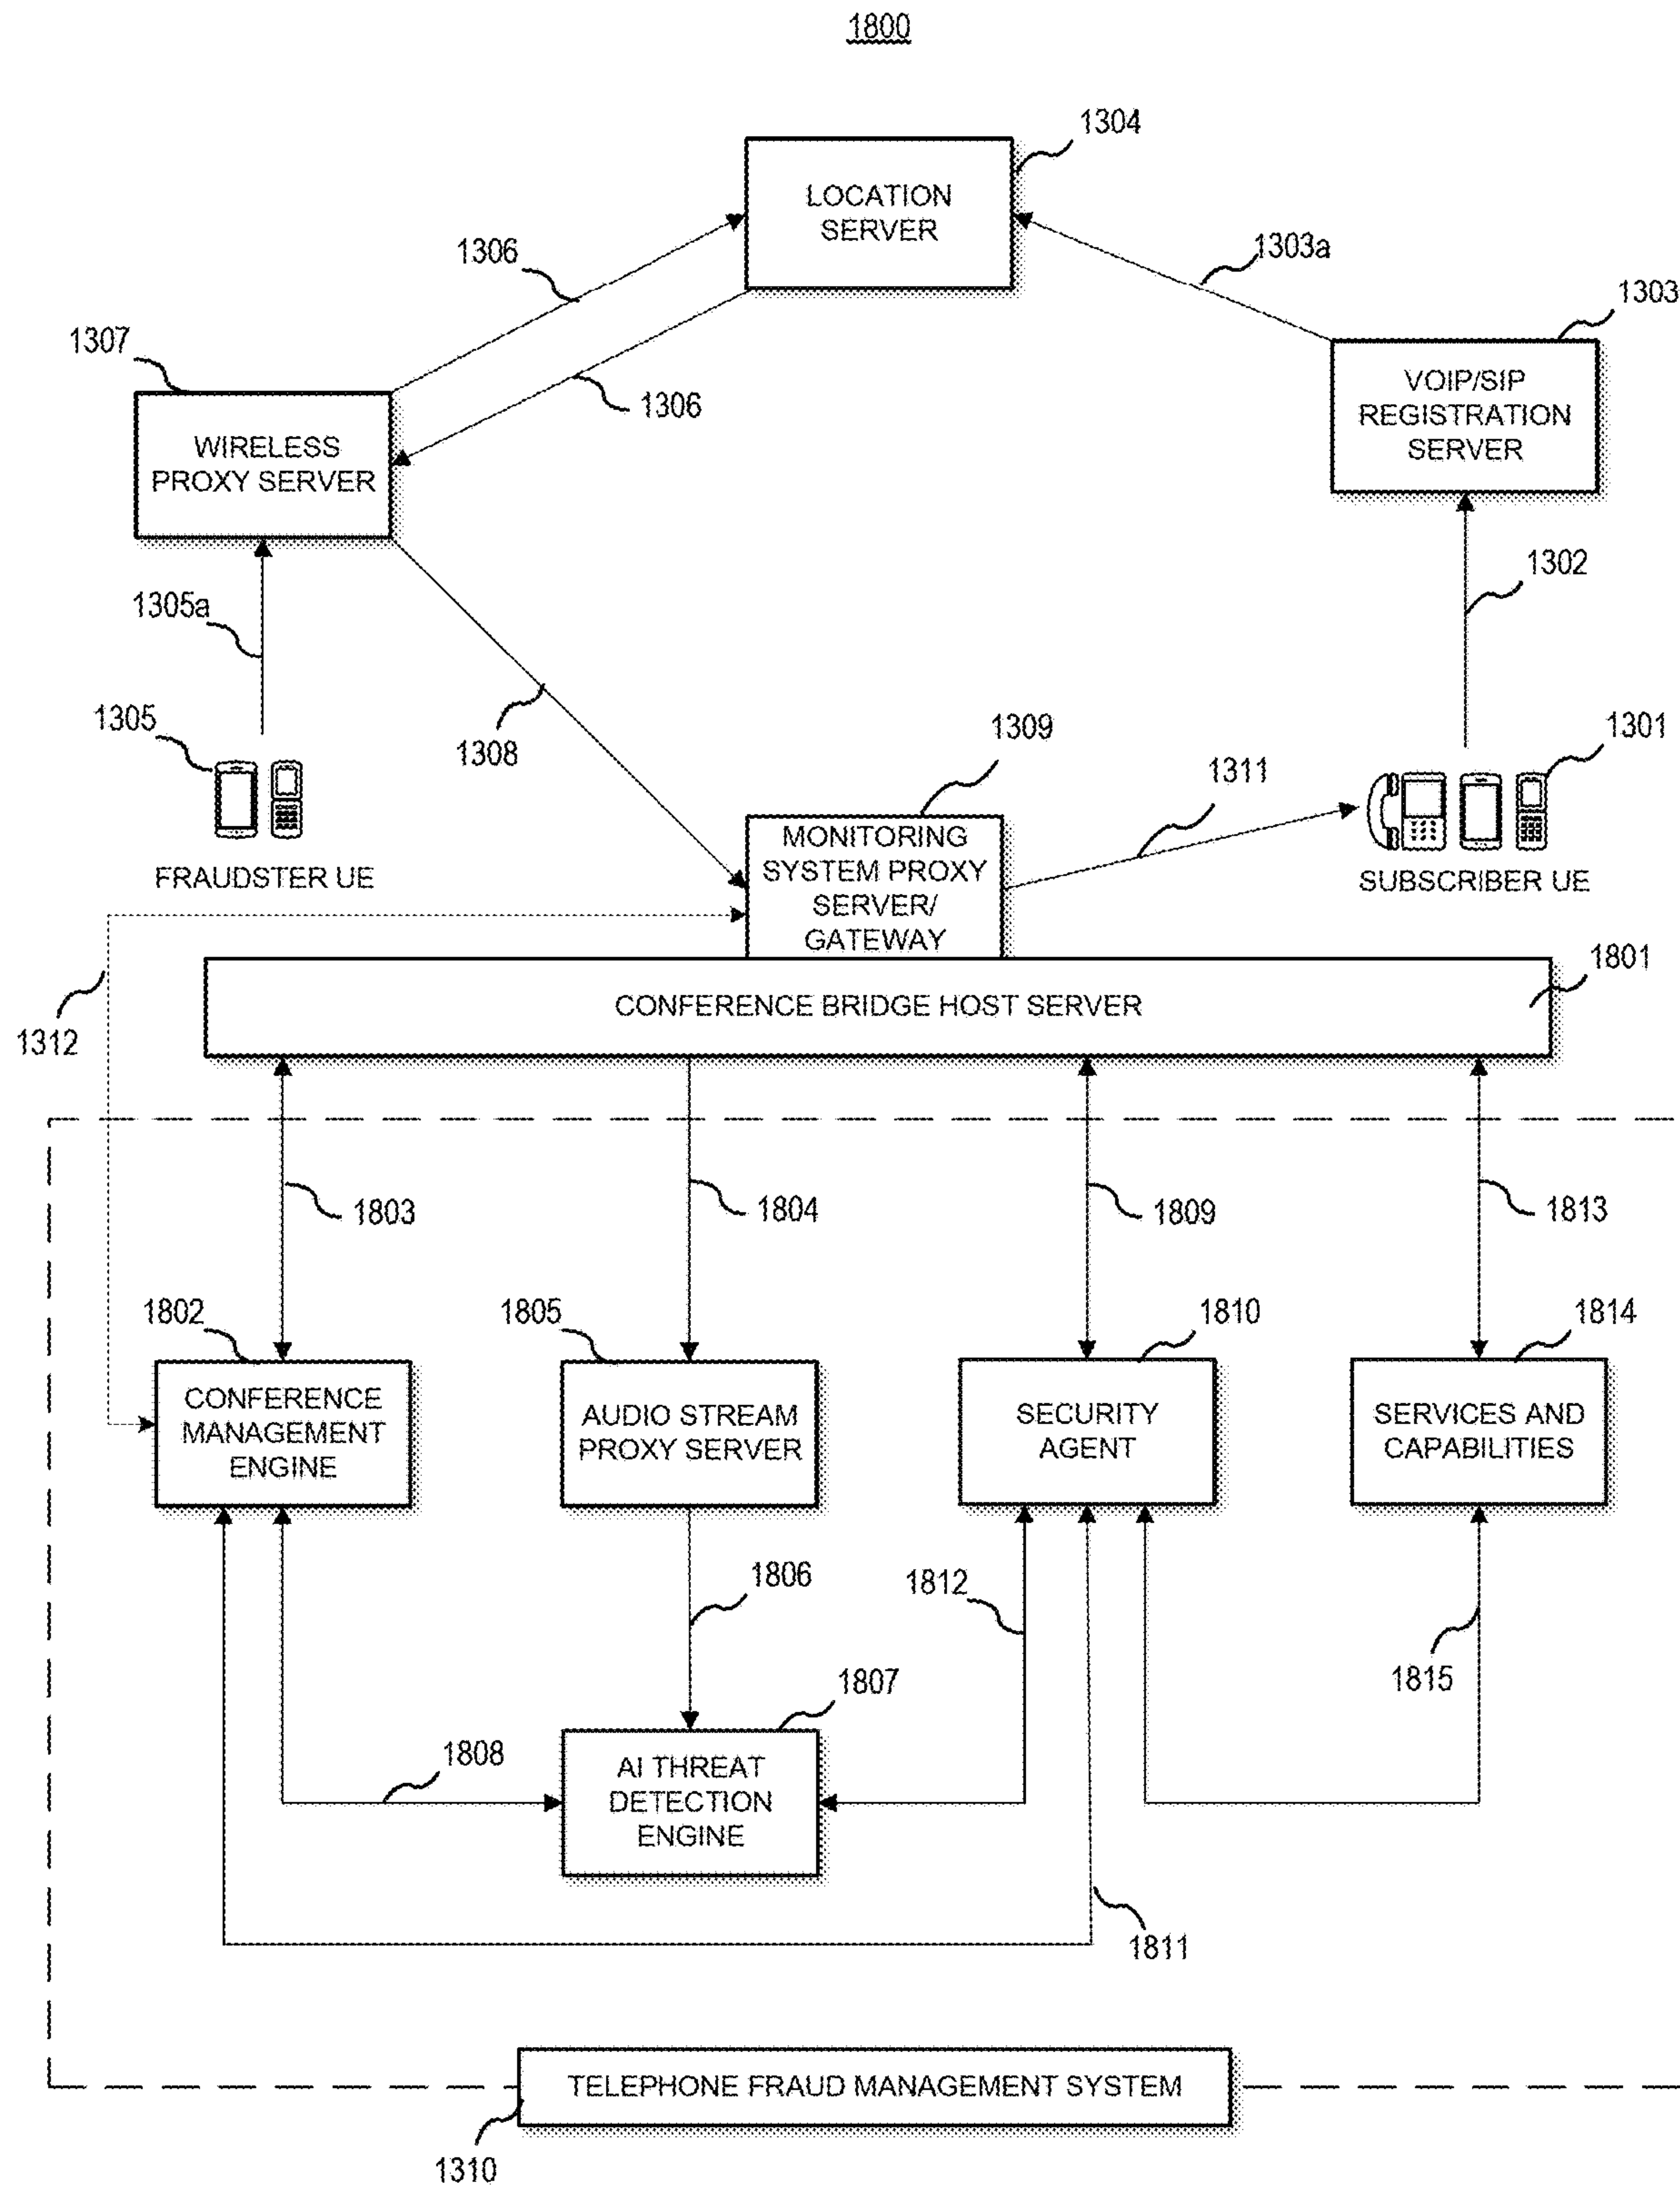 1800
1304
LOCATION
SERVER
1306
1303a
1303
1307
1306
VOIP/SIP
REGISTRATION
SERVER
WIRELESS
PROXY SERVER
1302
1305a
1305
1308
1309
1311
1301
MONITORING
SYSTEM PROXY
SERVER/
GATEWAY
FRAUDSTER UE
SUBSCRIBER UE
1312
CONFERENCE BRIDGE HOST SERVER
1801
1803
1804
1809
1813
1802
1805
1810
1814
CONFERENCE
MANAGEMENT
ENGINE
AUDIO STREAM
PROXY SERVER
SECURITY
AGENT
SERVICES AND
CAPABILITIES
1806
1812
1815
1807
1808
AI THREAT
DETECTION
ENGINE
1811
TELEPHONE FRAUD MANAGEMENT SYSTEM
1310